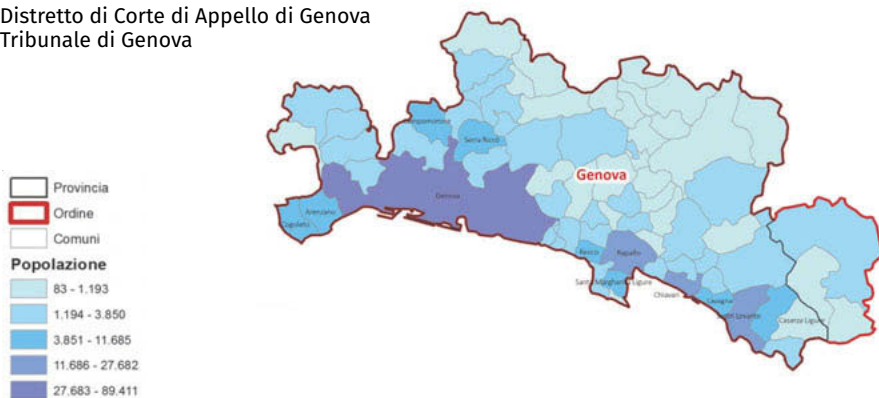 Distretto di Corte di Appello di Genova
Tribunale di Genova
Campomorone
Serra Riccò
Genova
Genova
Arenzano
Cogoleto
Recco
Rapallo
Santa Margherita Ligure
Chiavari
Lavagna
Sestri Levante
Casarza Ligure
Provincia
Ordine
Comuni
Popolazione
83 - 1.193
1.194 - 3.850
3.851 - 11.685
11.686 - 27.682
27.683 - 89.411